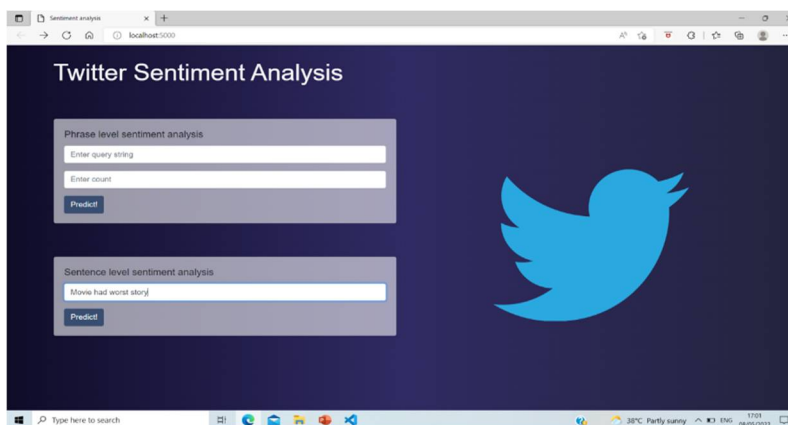 Sentiment analysis
localhost:5000
Twitter Sentiment Analysis
Phrase level sentiment analysis
Enter query string
Enter count
Predict!
Sentence level sentiment analysis
Movie had worst story
Predict!
Type here to search
38°C Partly sunny
ENG
17:01